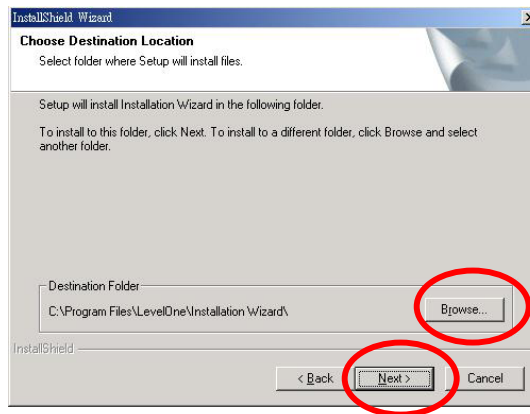 InstallShield Wizard
Choose Destination Location
Select folder where Setup will install files.
Setup will install Installation Wizard in the following folder.
To install to this folder, click Next. To install to a different folder, click Browse and select
another folder.
Destination Folder
C:\Program Files\LevelOne\Installation Wizard\
Browse...
InstallShield
< Back
Next >
Cancel